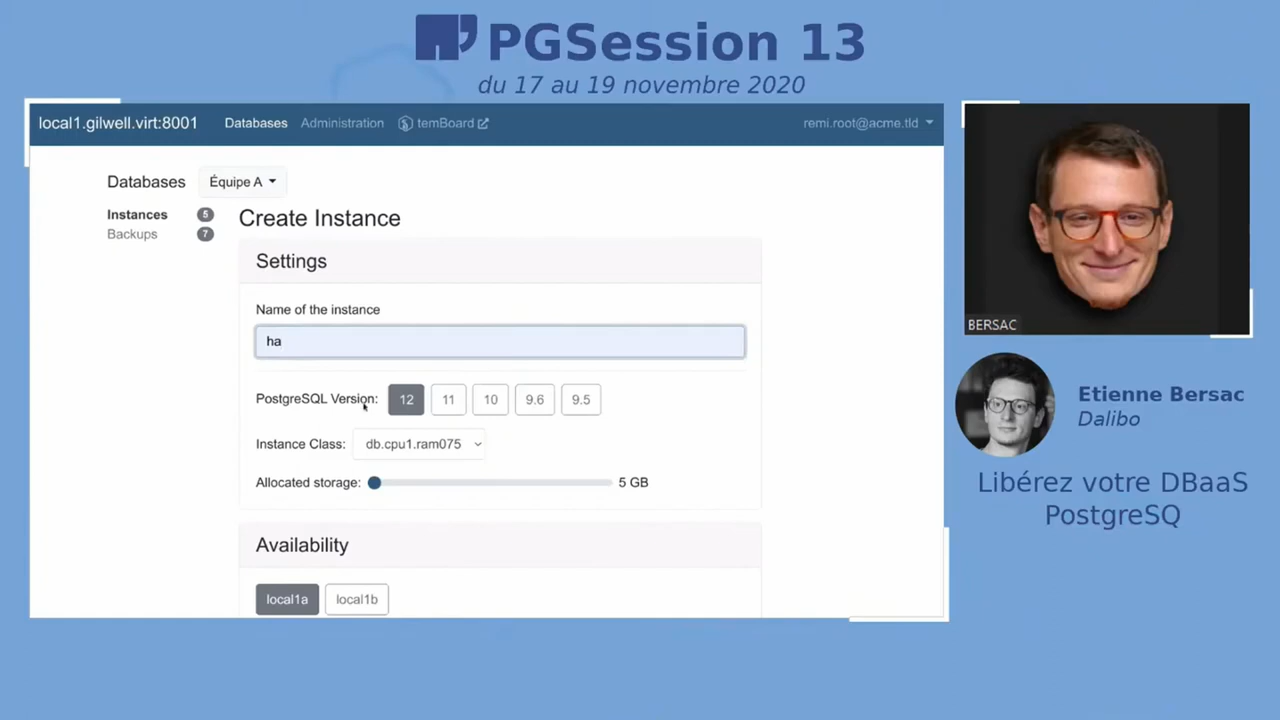 PGSession 13
du 17 au 19 novembre 2020
local1.gilwell.virt:8001 Databases Administration temBoard remi.root@acme.tld
Databases Équipe A
Instances 5
Backups 7
Create Instance
Settings
Name of the instance
ha
PostgreSQL Version: 12 11 10 9.6 9.5
Instance Class: db.cpu1.ram075
Allocated storage: 5 GB
Availability
local1a local1b
BERSAC
Etienne Bersac
Dalibo
Libérez votre DBaaS
PostgreSQ